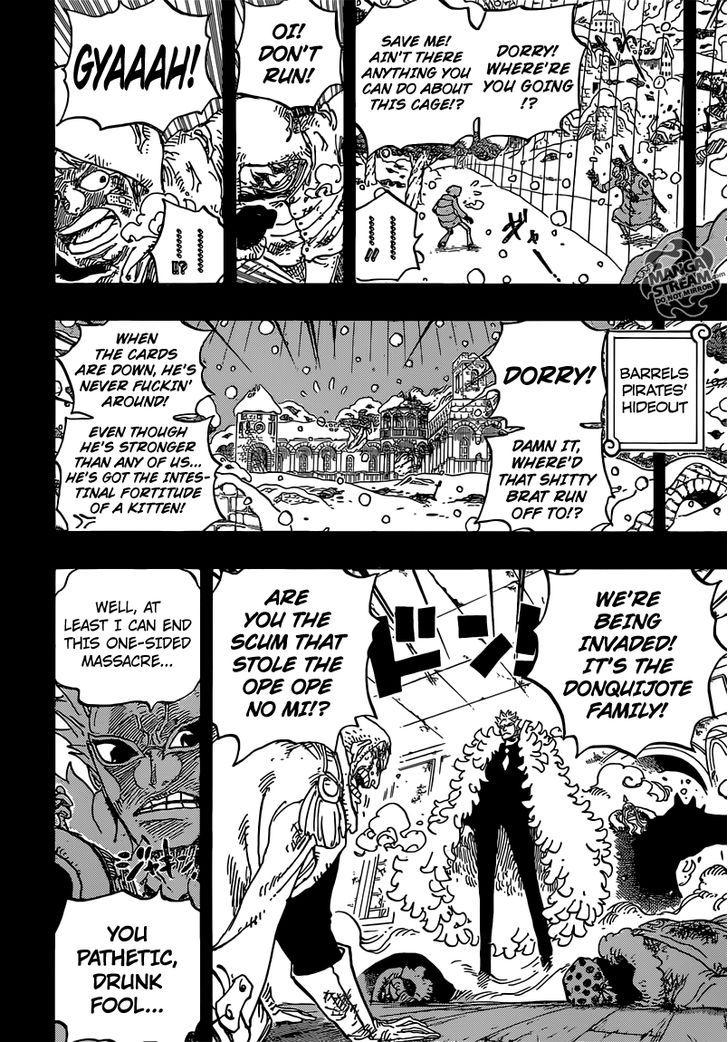 DORRY!
WHERE'RE
YOU GOING
!?
SAVE ME!
AIN'T THERE
ANYTHING YOU
CAN DO ABOUT
THIS CAGE!?
OI!
DON'T
RUN!
GYAAAH!
!!?
MANGA
STREAM.com
DO NOT MIRROR
BARRELS
PIRATES'
HIDEOUT
DORRY!
DAMN IT,
WHERE'D
THAT SHITTY
BRAT RUN
OFF TO!?
WHEN
THE CARDS
ARE DOWN, HE'S
NEVER FUCKIN'
AROUND!
EVEN THOUGH
HE'S STRONGER
THAN ANY OF US...
HE'S GOT THE INTES-
TINAL FORTITUDE
OF A KITTEN!
WE'RE
BEING
INVADED!
IT'S THE
DONQUIJOTE
FAMILY!
ドン
ARE
YOU THE
SCUM THAT
STOLE THE
OPE OPE
NO MI!?
WELL, AT
LEAST I CAN END
THIS ONE-SIDED
MASSACRE...
YOU
PATHETIC,
DRUNK
FOOL...